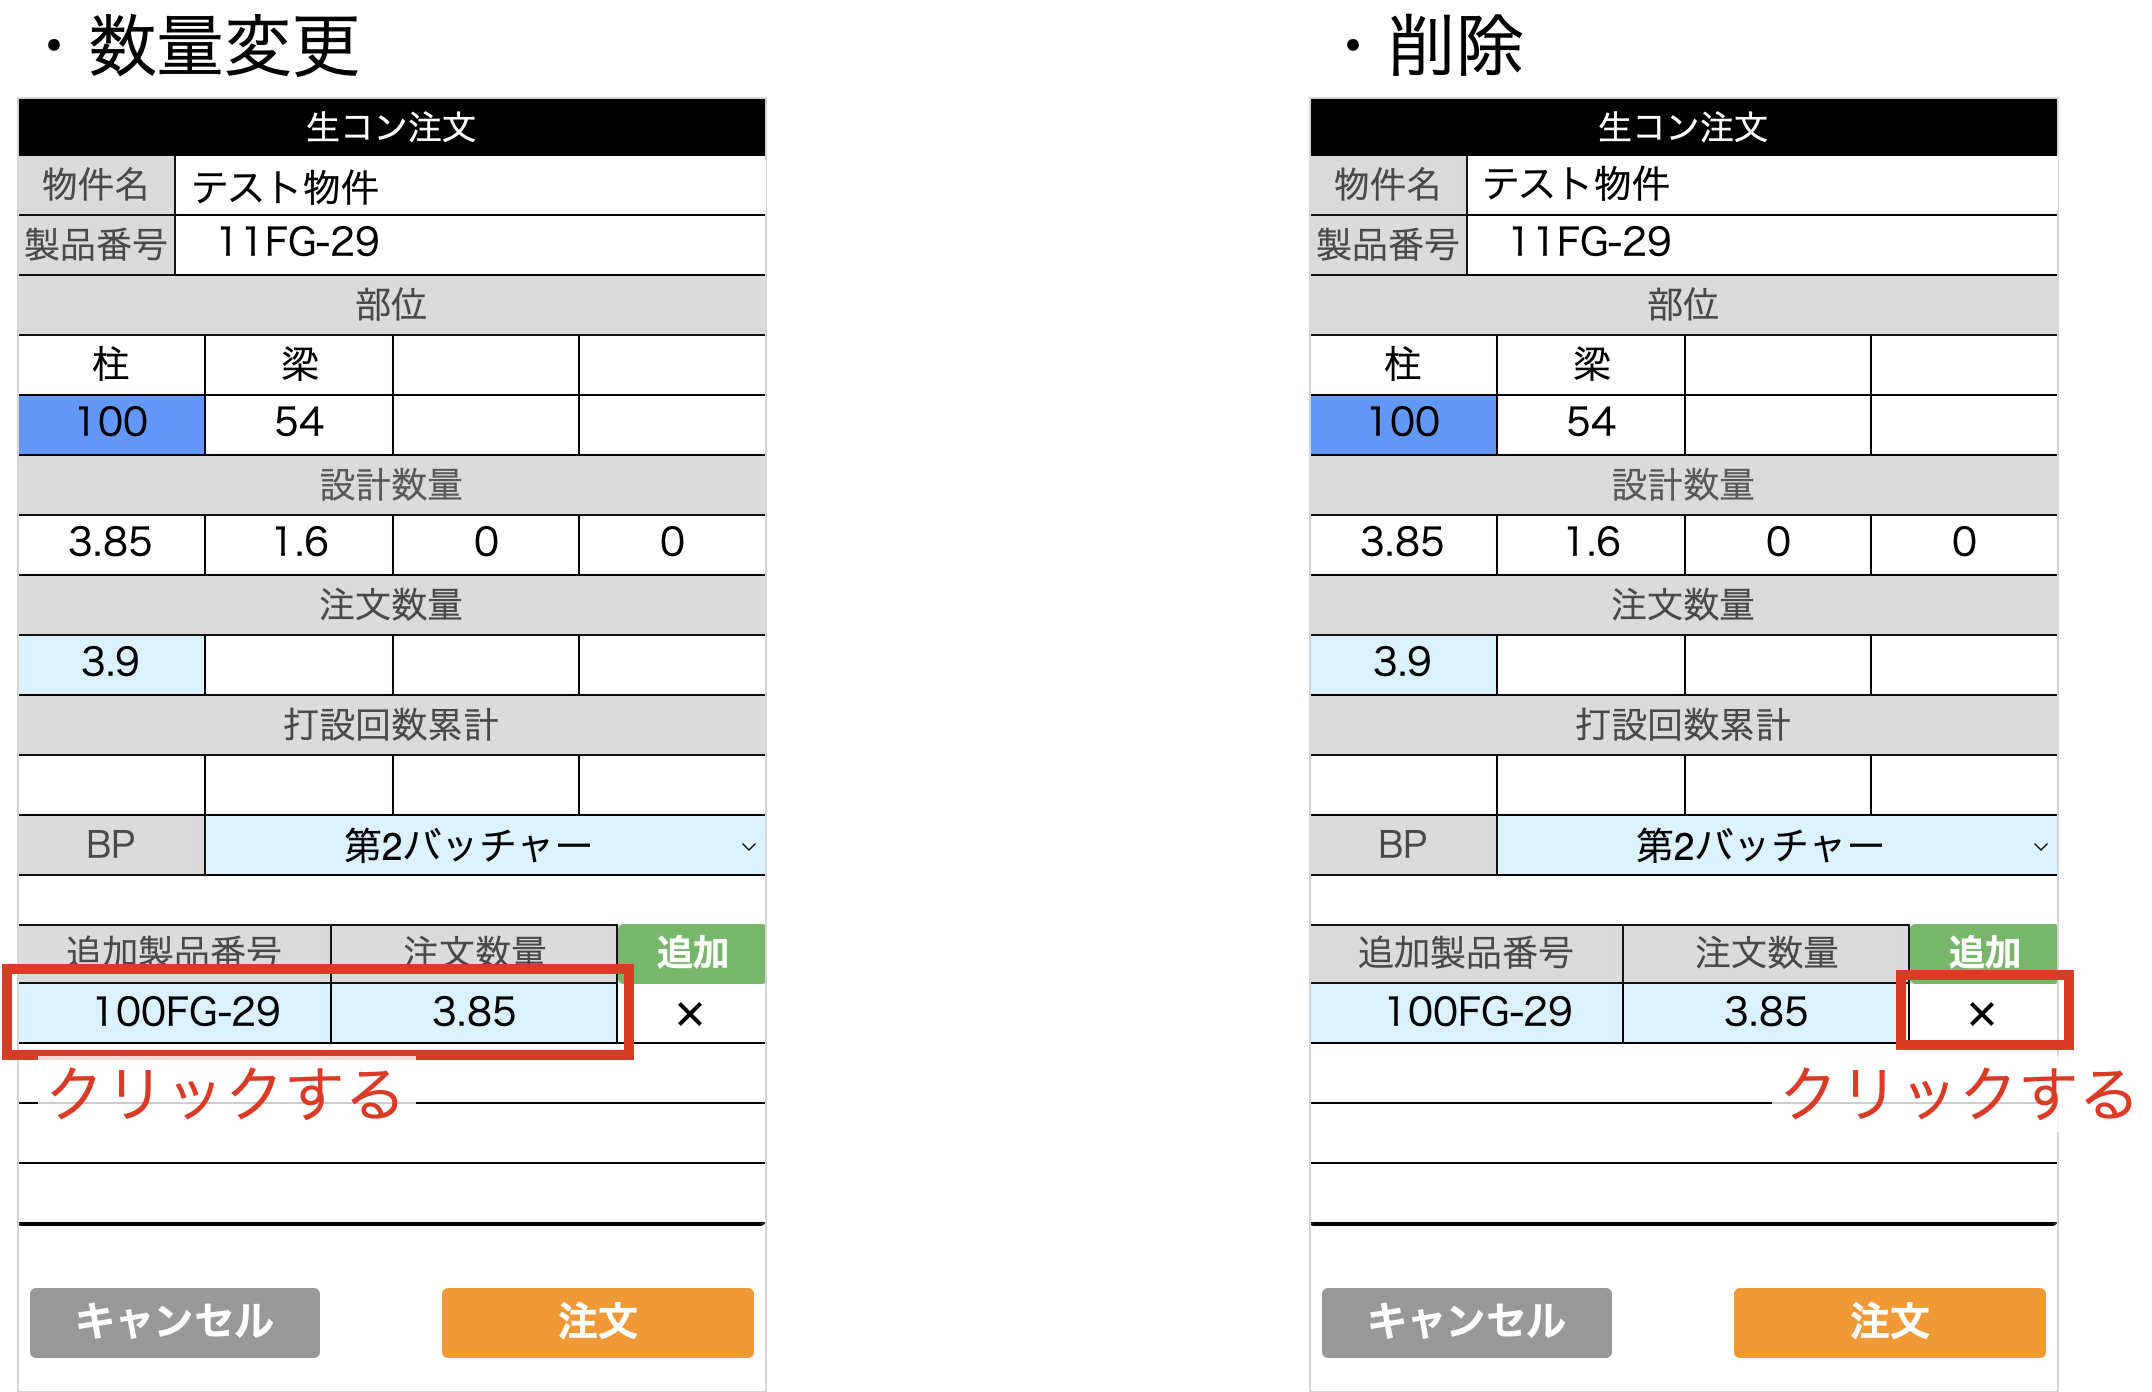 ・数量変更
生コン注文
物件名 テスト物件
製品番号 11FG-29
部位
柱 梁
100 54
設計数量
3.85 1.6 0 0
注文数量
3.9
打設回数累計
BP 第2バッチャー
追加製品番号 注文数量 追加
100FG-29 3.85 ×
クリックする
キャンセル 注文
・削除
生コン注文
物件名 テスト物件
製品番号 11FG-29
部位
柱 梁
100 54
設計数量
3.85 1.6 0 0
注文数量
3.9
打設回数累計
BP 第2バッチャー
追加製品番号 注文数量 追加
100FG-29 3.85 ×
クリックする
キャンセル 注文